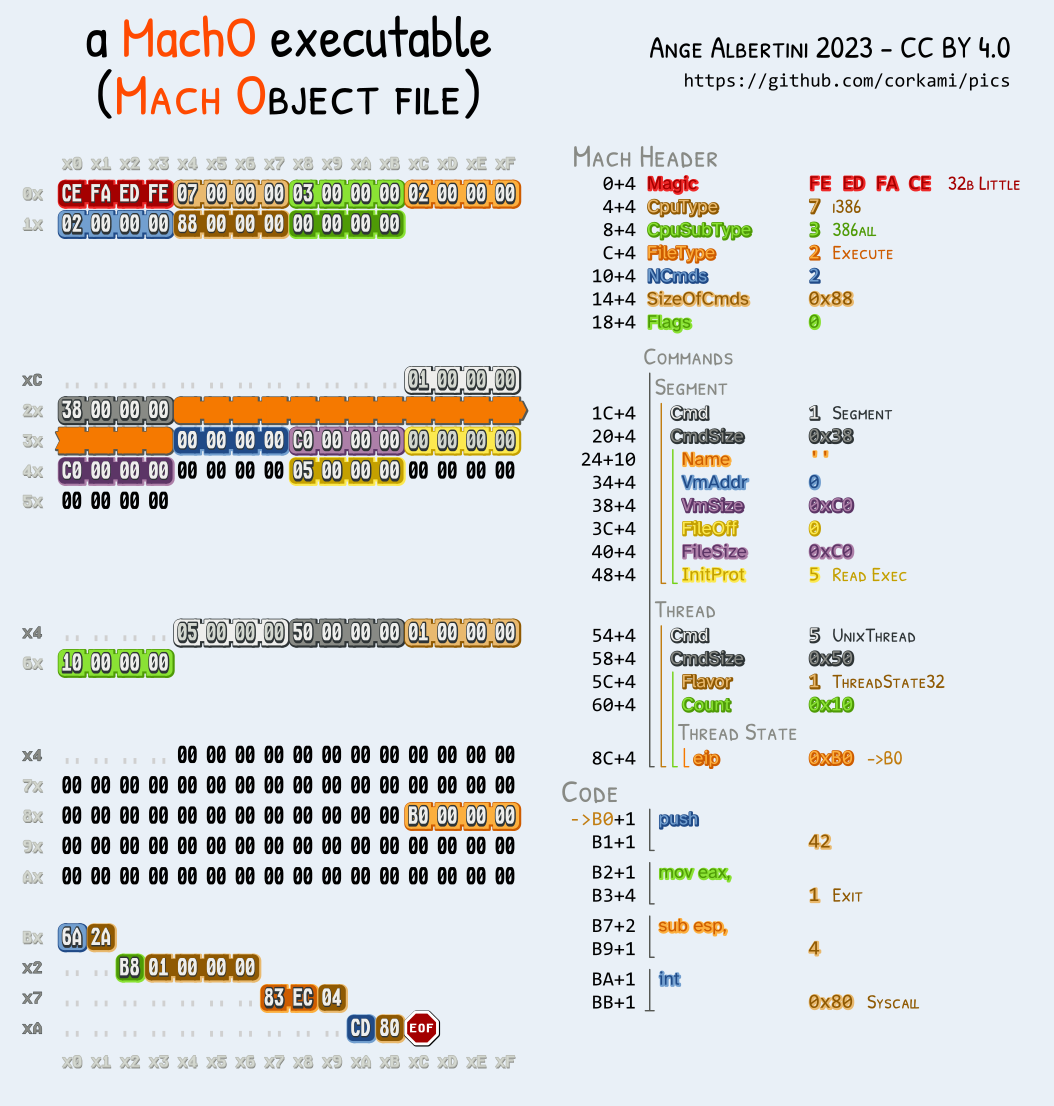 a MachO executable
(Mach Object file)
Ange Albertini 2023 - CC BY 4.0
https://github.com/corkami/pics
x0 x1 x2 x3 x4 x5 x6 x7 x8 x9 xA xB xC xD xE xF
0x CE FA ED FE 07 00 00 00 03 00 00 00 02 00 00 00
1x 02 00 00 00 88 00 00 00 00 00 00 00
xC .. .. .. .. .. .. .. .. .. .. .. .. 01 00 00 00
2x 38 00 00 00
3x 00 00 00 00 C0 00 00 00 00 00 00 00
4x C0 00 00 00 00 00 00 00 05 00 00 00 00 00 00 00
5x 00 00 00 00
x4 .. .. .. .. 05 00 00 00 50 00 00 00 01 00 00 00
6x 10 00 00 00
x4 .. .. .. .. 00 00 00 00 00 00 00 00 00 00 00 00
7x 00 00 00 00 00 00 00 00 00 00 00 00 00 00 00 00
8x 00 00 00 00 00 00 00 00 00 00 00 00 B0 00 00 00
9x 00 00 00 00 00 00 00 00 00 00 00 00 00 00 00 00
Ax 00 00 00 00 00 00 00 00 00 00 00 00 00 00 00 00
Bx 6A 2A
x2 .. .. B8 01 00 00 00
x7 .. .. .. .. .. .. .. 83 EC 04
xA .. .. .. .. .. .. .. .. .. .. CD 80 EOF
x0 x1 x2 x3 x4 x5 x6 x7 x8 x9 xA xB xC xD xE xF
Mach Header
0+4 Magic FE ED FA CE 32b Little
4+4 CpuType 7 i386
8+4 CpuSubType 3 386all
C+4 FileType 2 Execute
10+4 NCmds 2
14+4 SizeOfCmds 0x88
18+4 Flags 0
Commands
Segment
1C+4 Cmd 1 Segment
20+4 CmdSize 0x38
24+10 Name ''
34+4 VmAddr 0
38+4 VmSize 0xC0
3C+4 FileOff 0
40+4 FileSize 0xC0
48+4 InitProt 5 Read Exec
Thread
54+4 Cmd 5 UnixThread
58+4 CmdSize 0x50
5C+4 Flavor 1 ThreadState32
60+4 Count 0x10
Thread State
8C+4 eip 0xB0 ->B0
Code
->B0+1 push
B1+1 42
B2+1 mov eax,
B3+4 1 Exit
B7+2 sub esp,
B9+1 4
BA+1 int
BB+1 0x80 Syscall